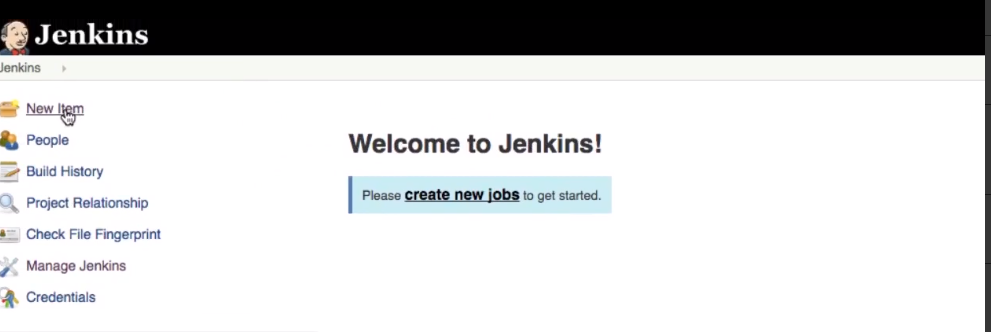 Jenkins
Jenkins
New Item
People
Build History
Project Relationship
Check File Fingerprint
Manage Jenkins
Credentials
Welcome to Jenkins!
Please create new jobs to get started.